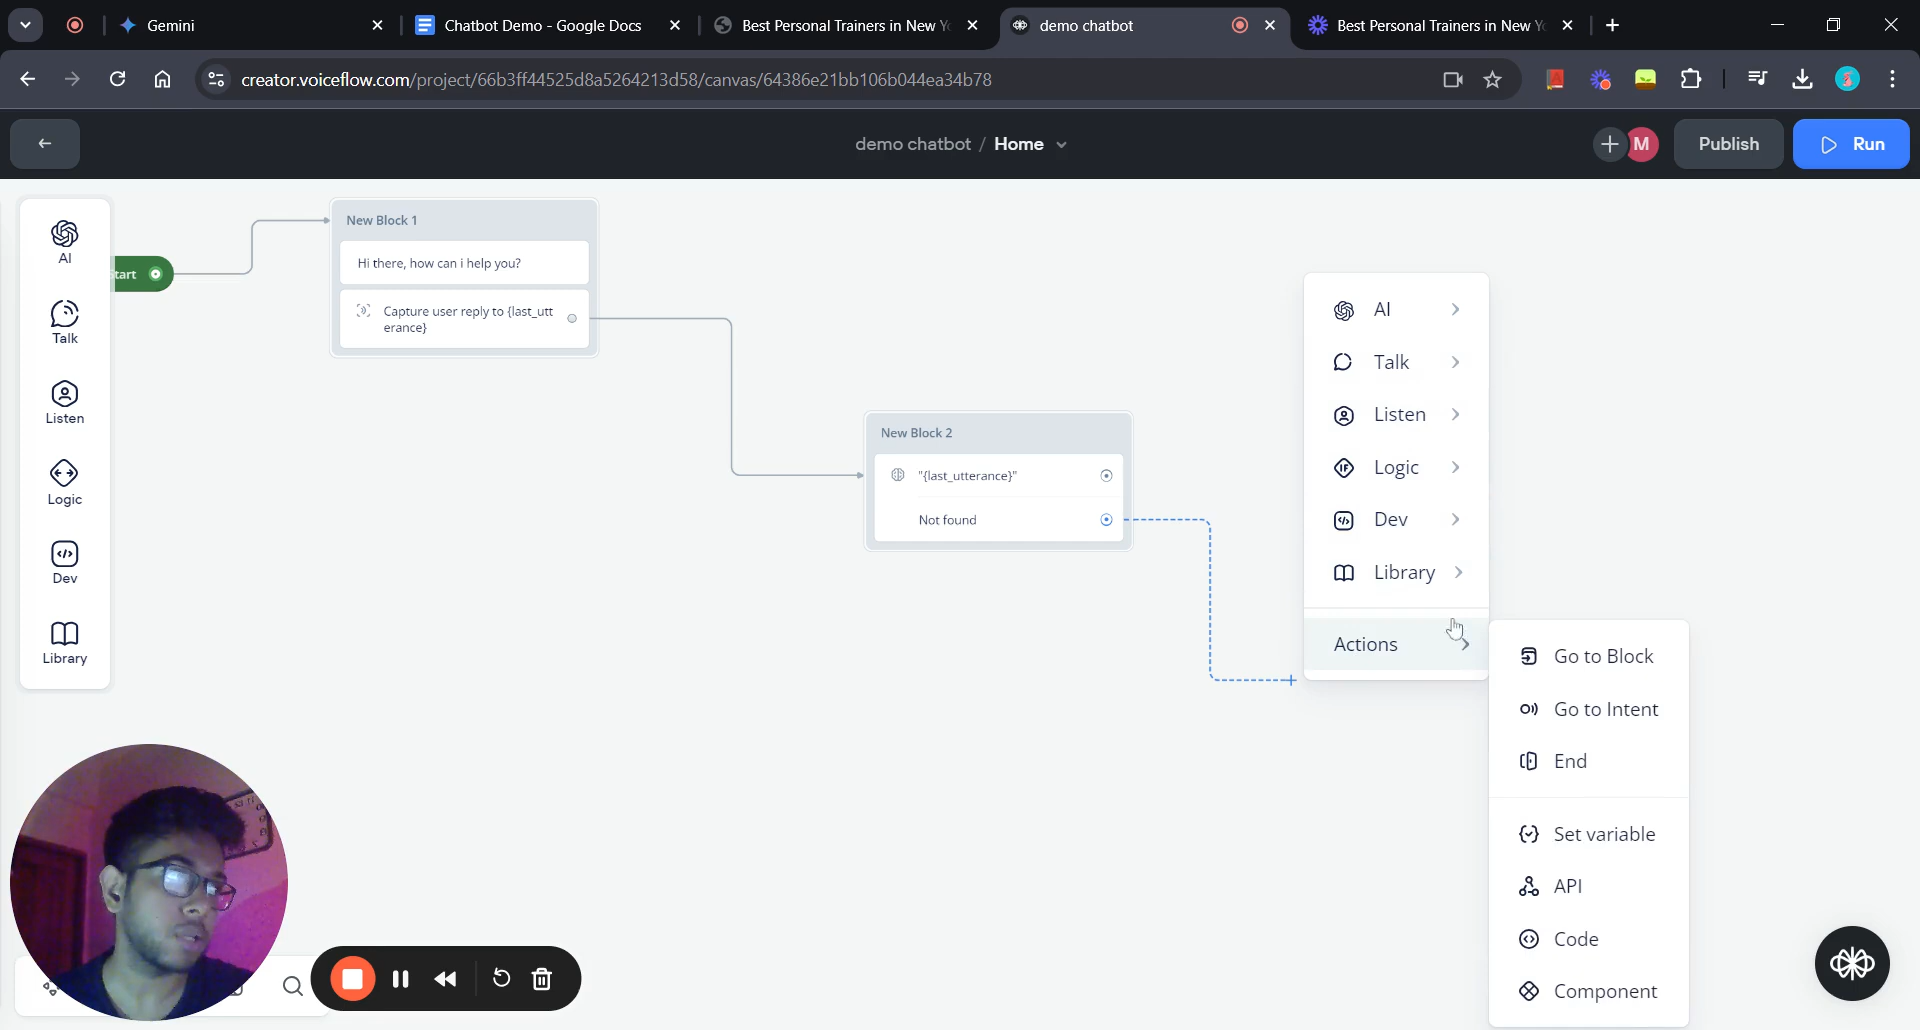 Gemini
Chatbot Demo - Google Docs
Best Personal Trainers in New Yo
demo chatbot
Best Personal Trainers in New Yo
creator.voiceflow.com/project/66b3ff44525d8a5264213d58/canvas/64386e21bb106b044ea34b78
demo chatbot / Home
M
Publish
Run
AI
Talk
Listen
Logic
Dev
Library
tart
New Block 1
Hi there, how can i help you?
Capture user reply to {last_utt
erance}
New Block 2
"{last_utterance}"
Not found
AI
Talk
Listen
IF
Logic
Dev
Library
Actions
Go to Block
Go to Intent
End
Set variable
API
Code
Component